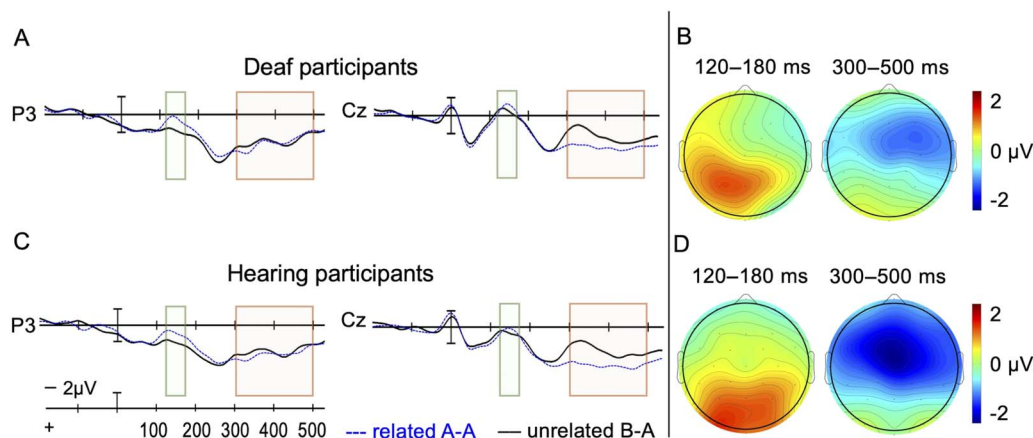 A
Deaf participants
P3
Cz
B
120–180 ms
300–500 ms
2
0 µV
-2
C
Hearing participants
P3
Cz
– 2µV
+
100 200 300 400 500
--- related A-A
— unrelated B-A
D
120–180 ms
300–500 ms
2
0 µV
-2